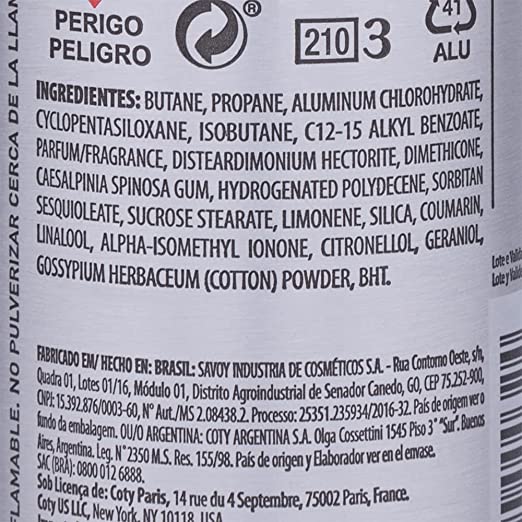 PERIGO
PELIGRO
®
210 3
41
ALU
INGREDIENTES: BUTANE, PROPANE, ALUMINUM CHLOROHYDRATE,
CYCLOPENTASILOXANE, ISOBUTANE, C12-15 ALKYL BENZOATE,
PARFUM/FRAGRANCE, DISTEARDIMONIUM HECTORITE, DIMETHICONE,
CAESALPINIA SPINOSA GUM, HYDROGENATED POLYDECENE, SORBITAN
SESQUIOLEATE, SUCROSE STEARATE, LIMONENE, SILICA, COUMARIN,
LINALOOL, ALPHA-ISOMETHYL IONONE, CITRONELLOL, GERANIOL,
GOSSYPIUM HERBACEUM (COTTON) POWDER, BHT.
FABRICADO EM/ HECHO EN: BRASIL: SAVOY INDUSTRIA DE COSMÉTICOS S.A. - Rua Contorno Oeste, s/n,
Quadra 01, Lotes 01/16, Módulo 01, Distrito Agroindustrial de Senador Canedo, GO, CEP 75.252-900,
CNPJ: 15.392.876/0003-60, N° Aut./MS 2.08438.2. Processo: 25351.235934/2016-32. País de origem ver o
fundo da embalagem. OU/O ARGENTINA: COTY ARGENTINA S.A. Olga Cossettini 1545 Piso 3° "Sur". Buenos
Aires, Argentina. Leg. N° 2350 M.S. Res. 155/98. País de origen y Elaborador ver en el envase.
SAC (BRA): 0800 012 6888.
Sob Licença de: Coty Paris, 14 rue du 4 Septembre, 75002 Paris, France.
Coty US LLC, New York, NY 10118, USA
FLAMABLE. NO PULVERIZAR CERCA DE LA LLAM
Lote e Valid
Lote y Valid